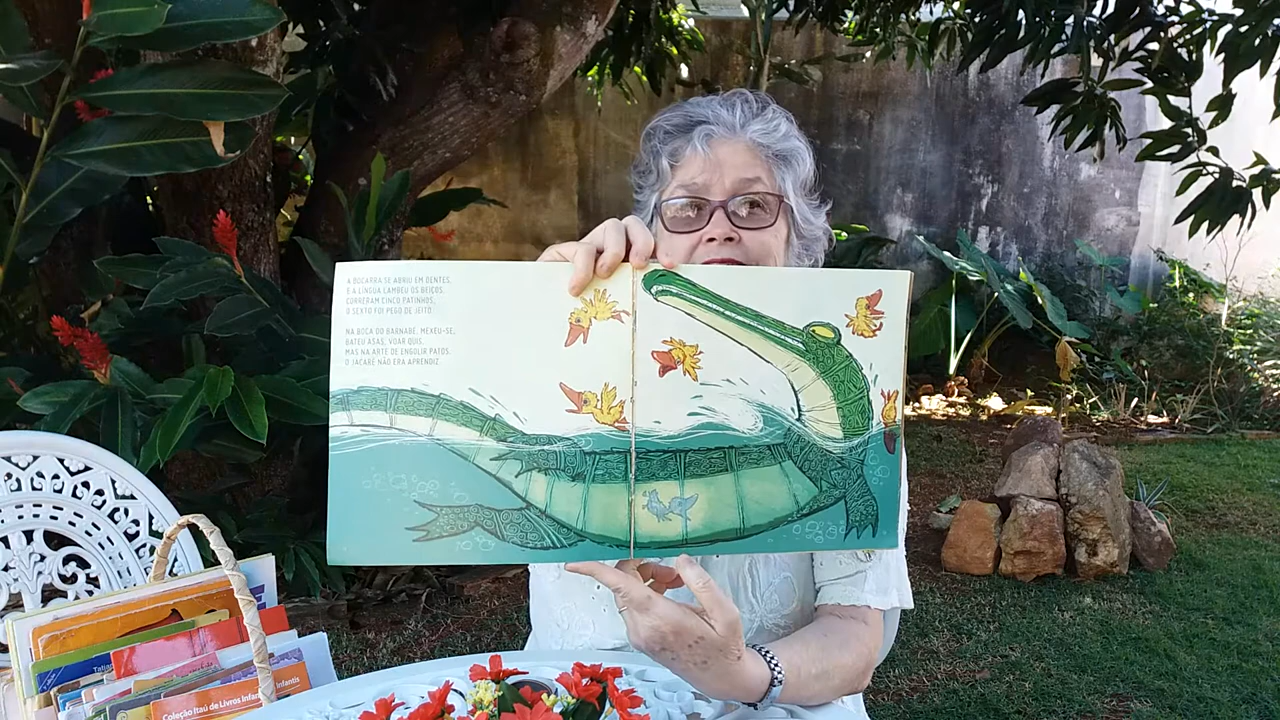 A BOCARRA SE ABRIU EM DENTES,
E A LÍNGUA LAMBEU OS BEIÇOS.
CORRERAM CINCO PATINHOS,
O SEXTO FOI PEGO DE JEITO.
NA BOCA DO BARNABÉ, MEXEU-SE,
BATEU ASAS, VOAR QUIS,
MAS NA ARTE DE ENGOLIR PATOS,
O JACARÉ NÃO ERA APRENDIZ.
Coleção Itaú de Livros Infantis